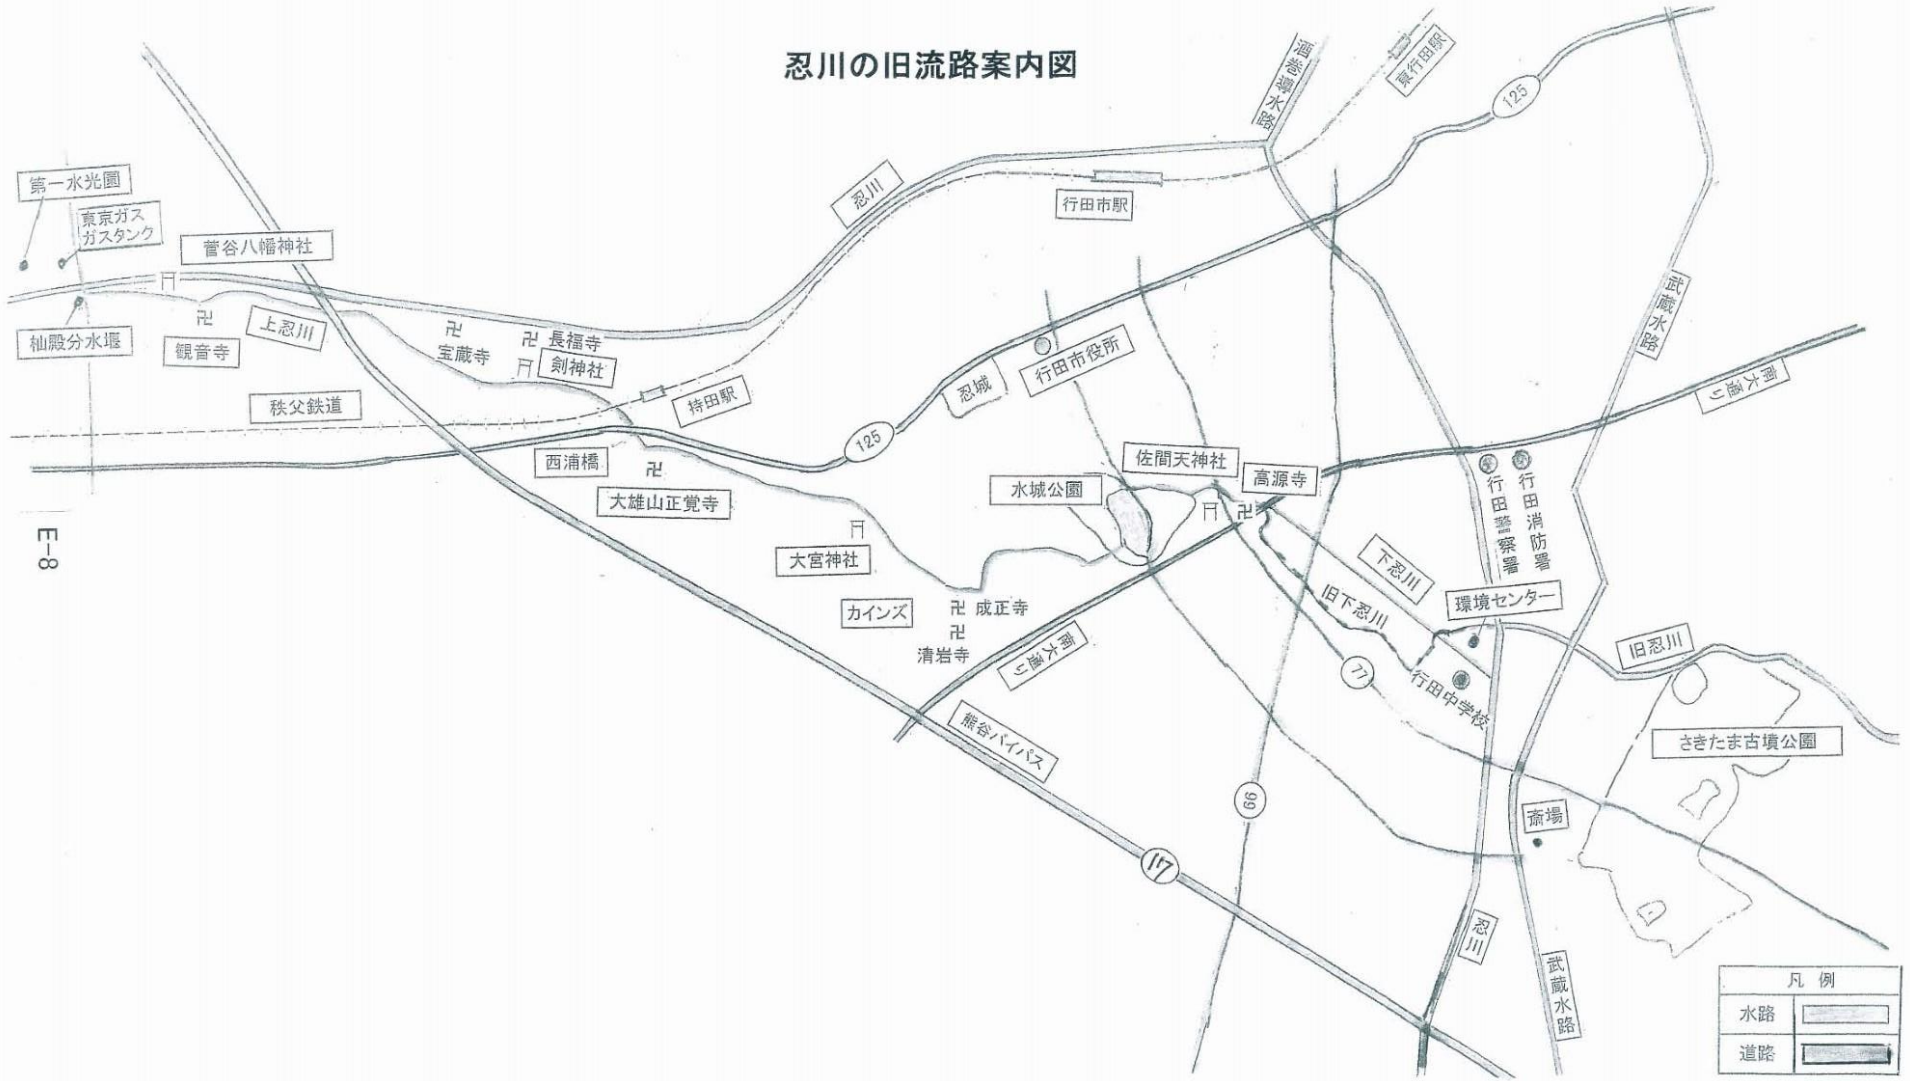 忍川の旧流路案内図
酒巻導水路
東行田駅
125
第一水光園
東京ガス
ガスタンク
菅谷八幡神社
忍川
行田市駅
武蔵水路
上忍川
卍
観音寺
卍
宝蔵寺
卍 長福寺
剣神社
行田市役所
忍城
持田駅
秩父鉄道
南大通り
125
西浦橋
卍
大雄山正覚寺
佐間天神社
高源寺
卍
水城公園
行田警察署
行田消防署
E-8
大宮神社
下忍川
旧下忍川
環境センター
カインズ
卍 成正寺
卍
清岩寺
南大通り
旧忍川
77
行田中学校
熊谷バイパス
さきたま古墳公園
66
斎場
17
忍川
武蔵水路
凡例
水路
道路